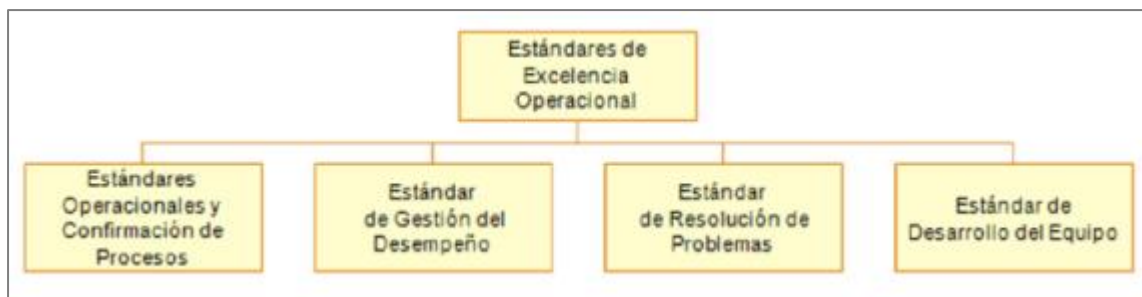 Estándares de
Excelencia
Operacional
Estándares
Operacionales y
Confirmación de
Procesos
Estándar
de Gestión del
Desempeño
Estándar
de Resolución de
Problemas
Estándar de
Desarrollo del Equipo